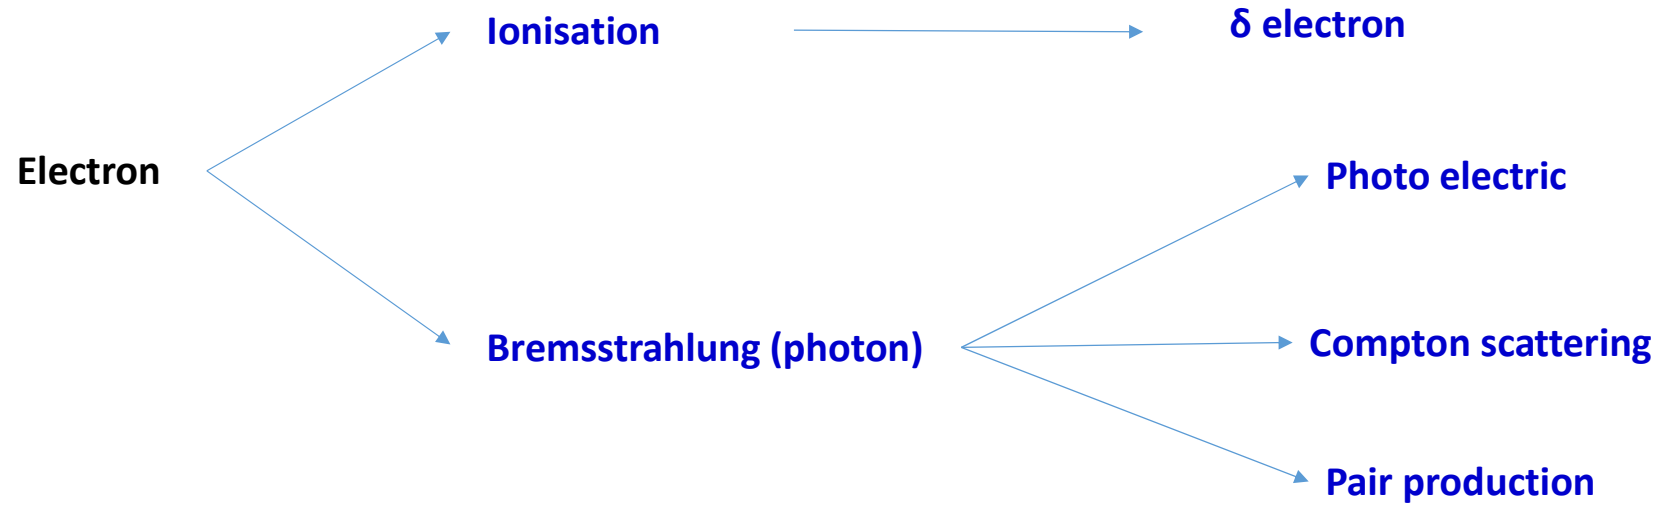 Ionisation
δ electron
Electron
Photo electric
Bremsstrahlung (photon)
Compton scattering
Pair production